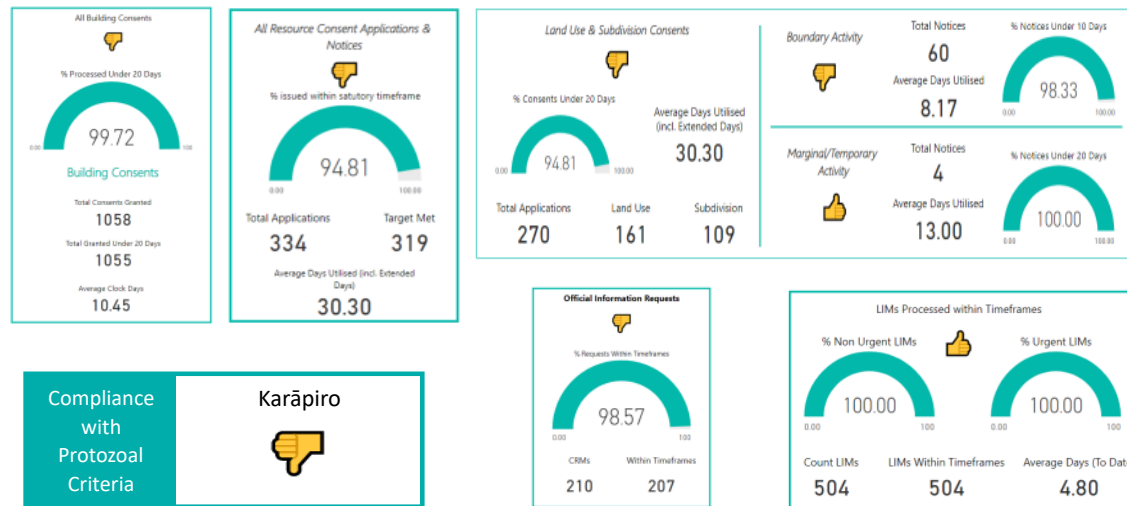 All Building Consents
% Processed Under 20 Days
99.72
0.00
100
Building Consents
Total Consents Granted
1058
Total Granted Under 20 Days
1055
Average Clock Days
10.45
All Resource Consent Applications &
Notices
% issued within satutory timeframe
94.81
0.00
100.00
Total Applications
Target Met
334
319
Average Days Utilised (incl. Extended
Days)
30.30
Land Use & Subdivision Consents
% Consents Under 20 Days
94.81
0.00
100.00
Average Days Utilised
(incl. Extended Days)
30.30
Total Applications
Land Use
Subdivision
270
161
109
Boundary Activity
Total Notices
60
Average Days Utilised
8.17
% Notices Under 10 Days
98.33
0.00
100.00
Marginal/Temporary
Activity
Total Notices
4
Average Days Utilised
13.00
% Notices Under 20 Days
100.00
0.00
100.00
Compliance
with
Protozoal
Criteria
Karāpiro
Official Information Requests
% Requests Within Timeframes
98.57
0.00
100
CRMs
Within Timeframes
210
207
LIMs Processed within Timeframes
% Non Urgent LIMs
100.00
0.00
100
% Urgent LIMs
100.00
0.00
100
Count LIMs
LIMs Within Timeframes
Average Days (To Dat
504
504
4.80